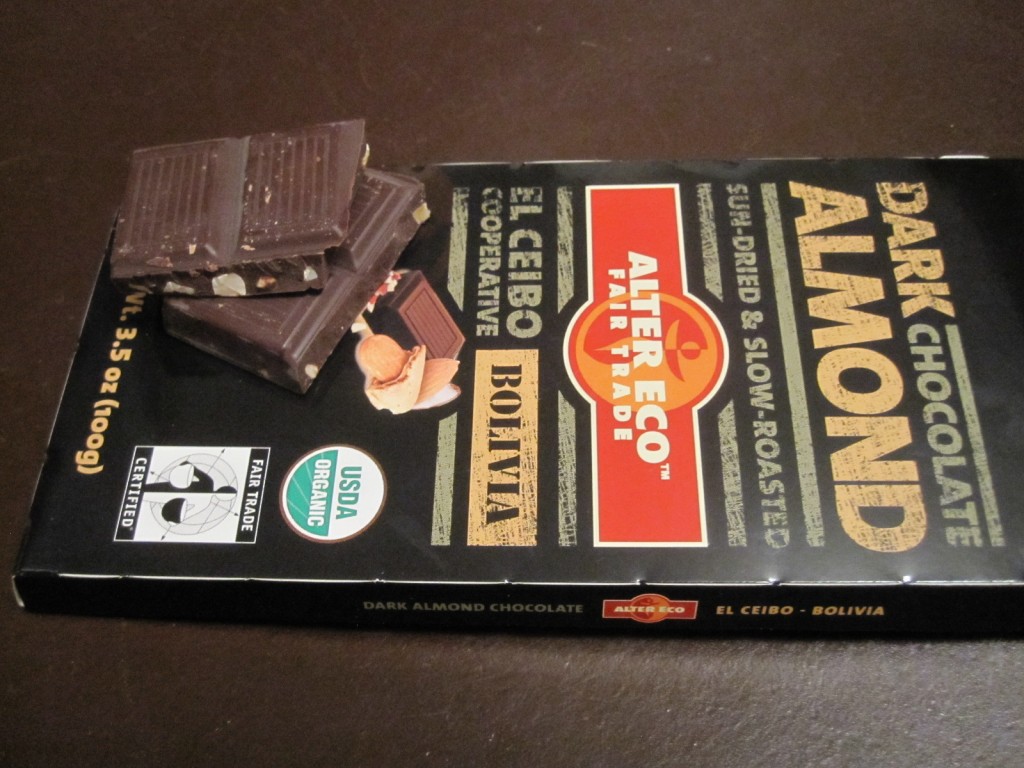 DARK CHOCOLATE
ALMOND
SUN-DRIED & SLOW-ROASTED
ALTER ECO™
FAIR TRADE
EL CEIBO
COOPERATIVE
BOLIVIA
USDA
ORGANIC
FAIR TRADE
CERTIFIED
Wt. 3.5 oz (100g)
DARK ALMOND CHOCOLATE ALTER ECO EL CEIBO - BOLIVIA